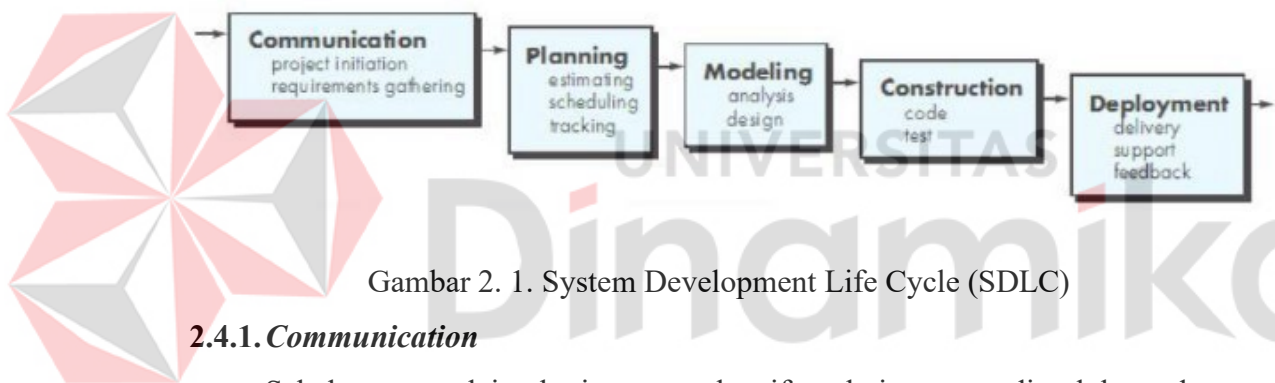 Communication
project initiation
requirements gathering
Planning
estimating
scheduling
tracking
Modeling
analysis
design
Construction
code
test
Deployment
delivery
support
feedback
UNIVERSITAS
Dinamika
Gambar 2. 1. System Development Life Cycle (SDLC)
2.4.1. Communication